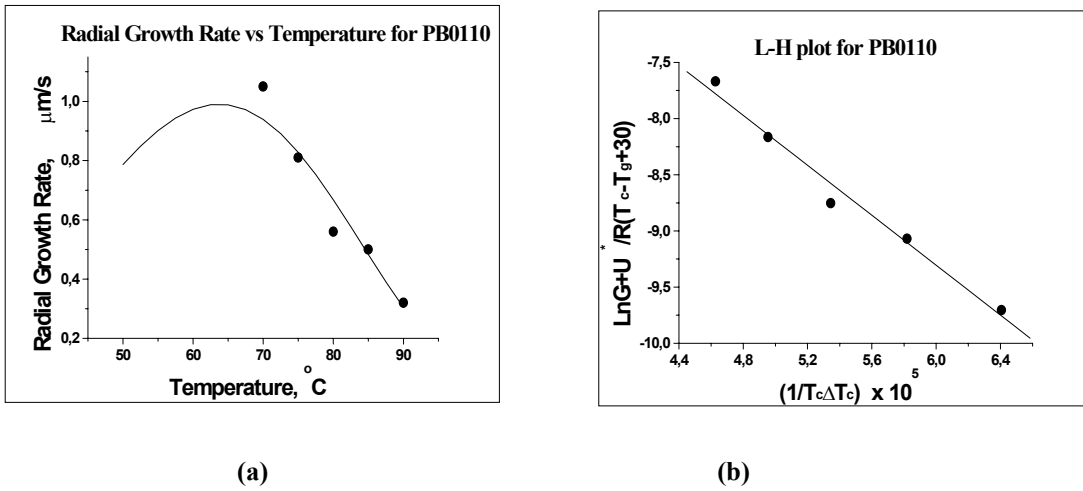 Radial Growth Rate vs Temperature for PB0110
Radial Growth Rate, μm/s
1,0
0,8
0,6
0,4
0,2
50
70
80
90
Temperature, °C
(a)
L-H plot for PB0110
LnG+U*/R(Tc-Tg+30)
-7,5
-8,0
-8,5
-9,0
-9,5
-10,0
4,4
4,8
5,2
5,6
6,0
6,4
(1/TcΔTc) x 10^5
(b)